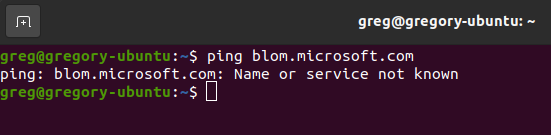 greg@gregory-ubuntu: ~
greg@gregory-ubuntu:~$ ping blom.microsoft.com
ping: blom.microsoft.com: Name or service not known
greg@gregory-ubuntu:~$